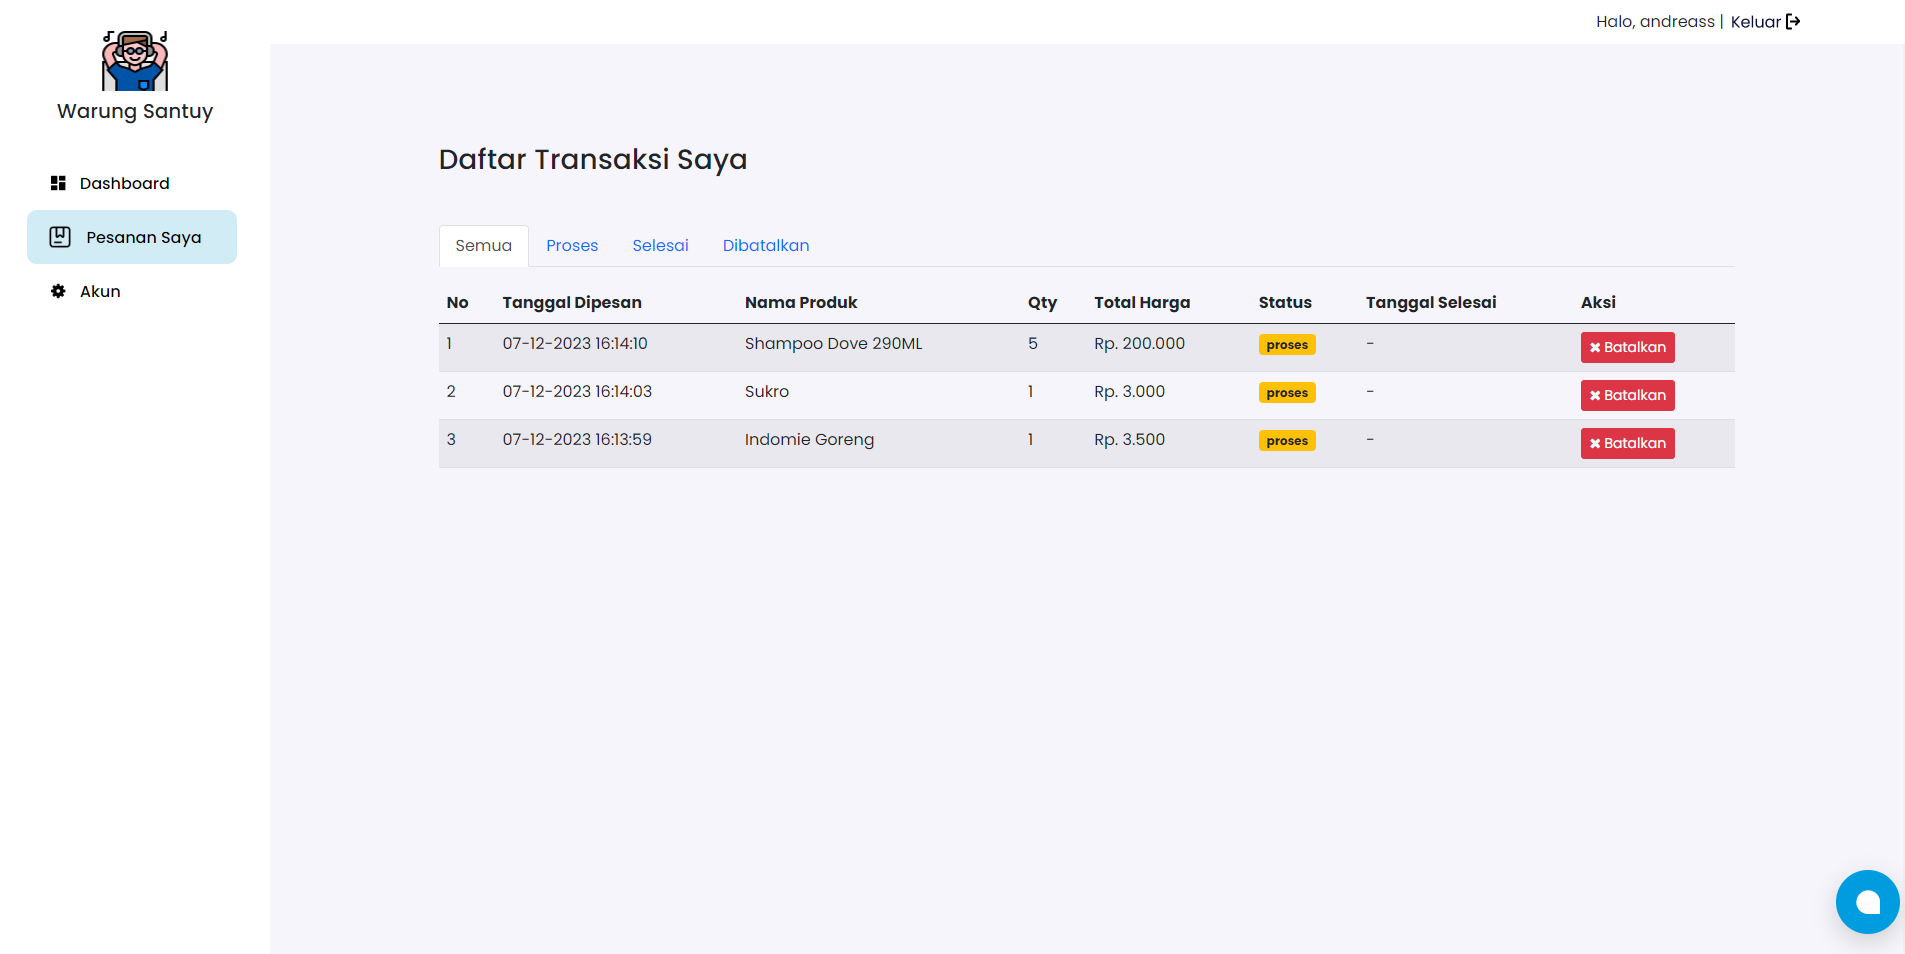 Halo, andreass | Keluar
Warung Santuy
Dashboard
Pesanan Saya
Akun
Daftar Transaksi Saya
Semua Proses Selesai Dibatalkan
No Tanggal Dipesan Nama Produk Qty Total Harga Status Tanggal Selesai Aksi
1 07-12-2023 16:14:10 Shampoo Dove 290ML 5 Rp. 200.000 proses - Batalkan
2 07-12-2023 16:14:03 Sukro 1 Rp. 3.000 proses - Batalkan
3 07-12-2023 16:13:59 Indomie Goreng 1 Rp. 3.500 proses - Batalkan